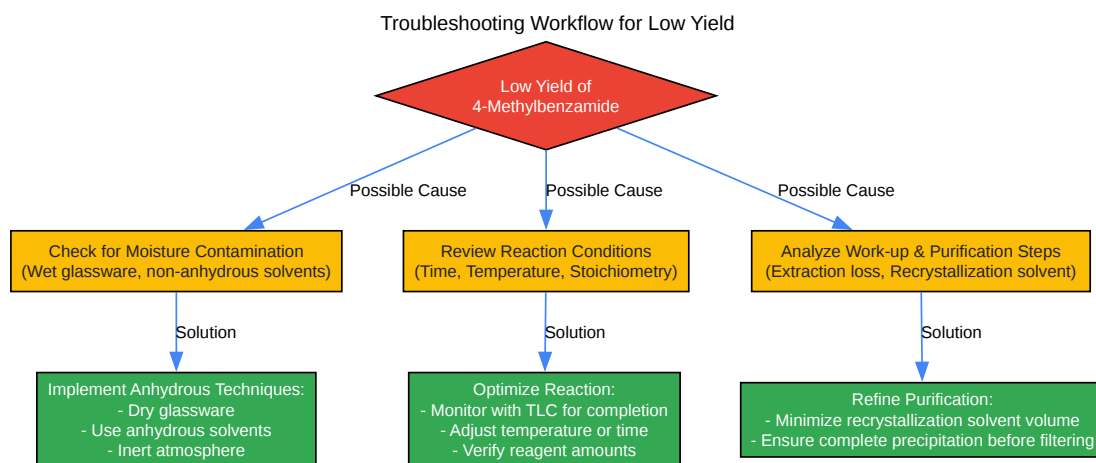 Troubleshooting Workflow for Low Yield
Low Yield of
4-Methylbenzamide
Possible Cause
Possible Cause
Possible Cause
Check for Moisture Contamination
(Wet glassware, non-anhydrous solvents)
Review Reaction Conditions
(Time, Temperature, Stoichiometry)
Analyze Work-up & Purification Steps
(Extraction loss, Recrystallization solvent)
Solution
Solution
Solution
Implement Anhydrous Techniques:
- Dry glassware
- Use anhydrous solvents
- Inert atmosphere
Optimize Reaction:
- Monitor with TLC for completion
- Adjust temperature or time
- Verify reagent amounts
Refine Purification:
- Minimize recrystallization solvent volume
- Ensure complete precipitation before filtering